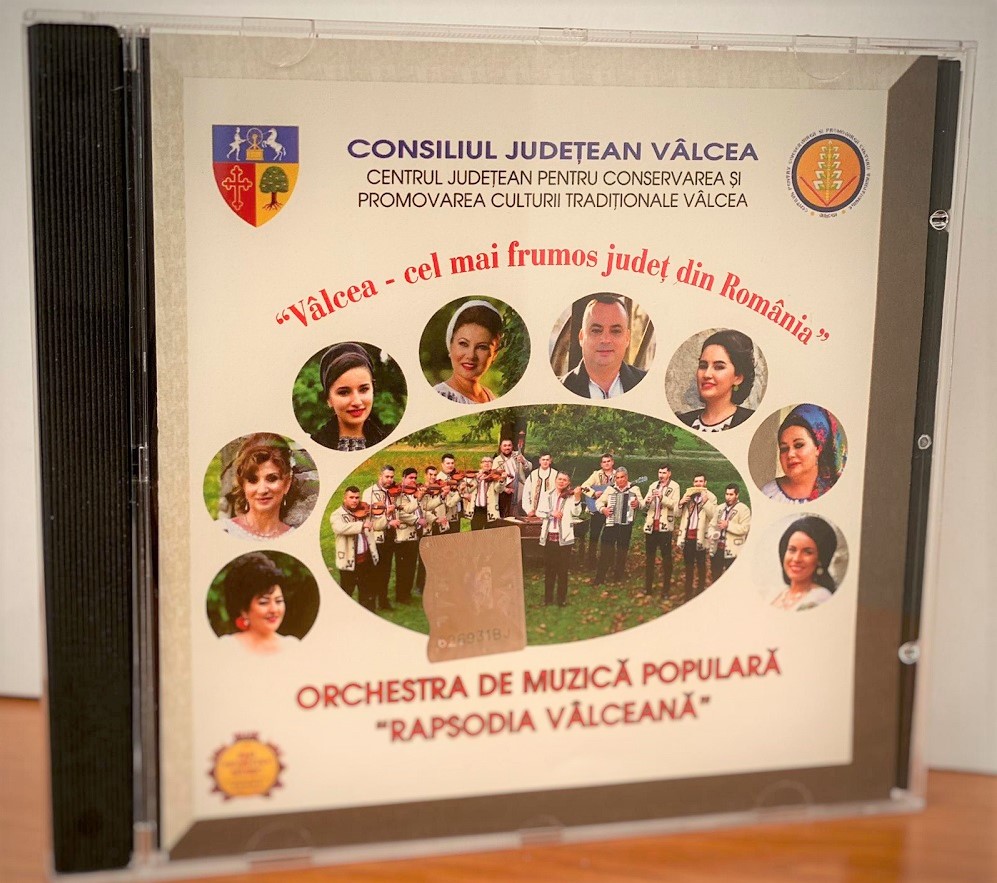 CONSILIUL JUDEȚEAN VÂLCEA
CENTRUL JUDEȚEAN PENTRU CONSERVAREA ȘI
PROMOVAREA CULTURII TRADIȚIONALE VÂLCEA
“Vâlcea - cel mai frumos județ din România”
ORCHESTRA DE MUZICĂ POPULARĂ
“RAPSODIA VÂLCEANĂ”